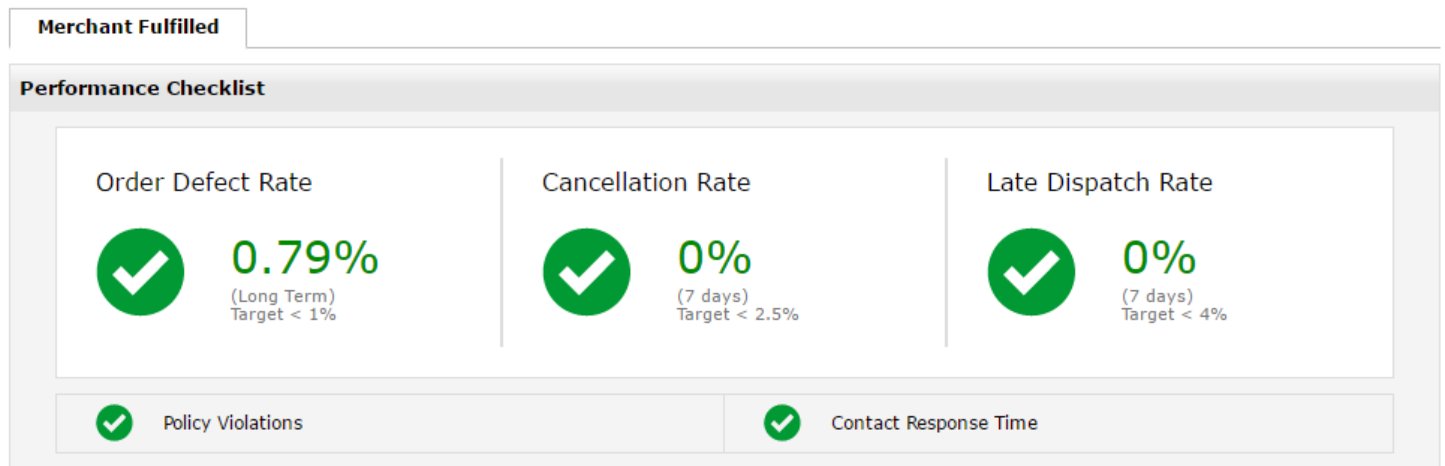 Merchant Fulfilled
Performance Checklist
Order Defect Rate
0.79%
(Long Term)
Target < 1%
Cancellation Rate
0%
(7 days)
Target < 2.5%
Late Dispatch Rate
0%
(7 days)
Target < 4%
Policy Violations
Contact Response Time